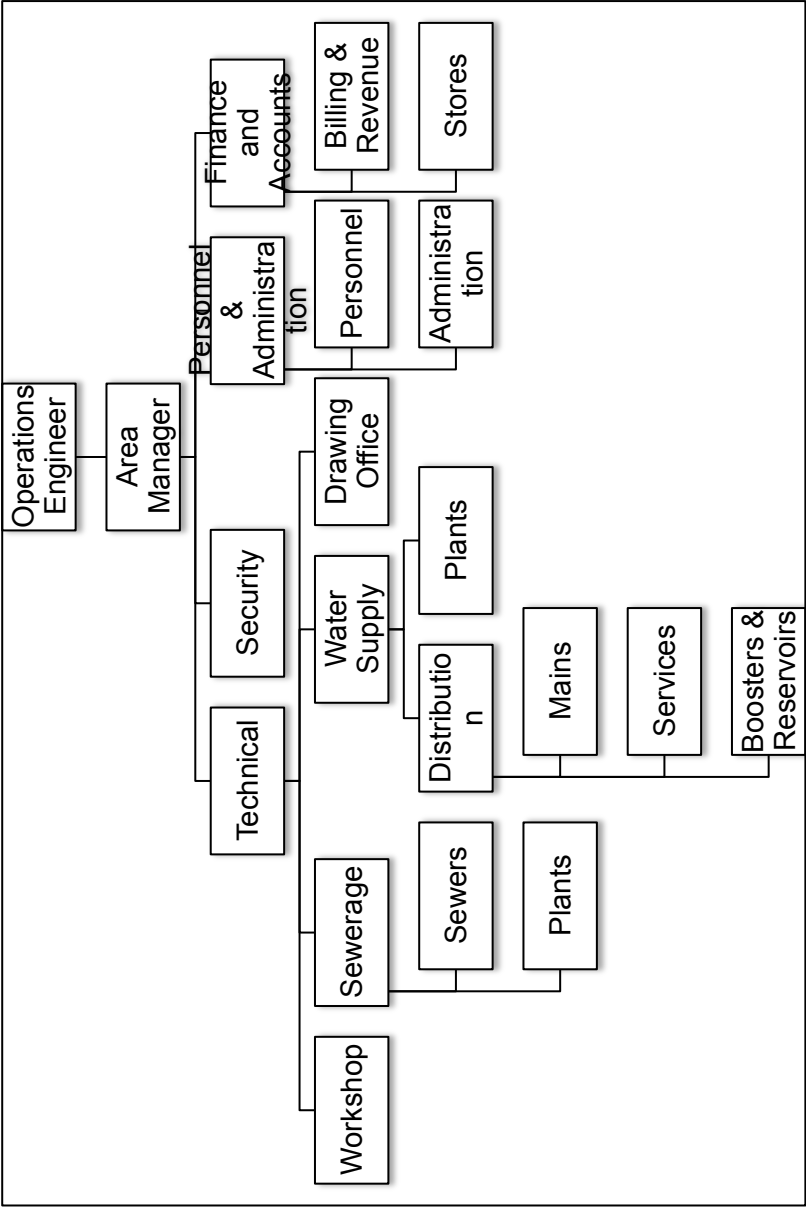 Operations
Engineer
Area
Manager
Technical
Security
Personnel
&
Administra
tion
Finance
and
Accounts
Workshop
Sewerage
Water
Supply
Drawing
Office
Personnel
Billing &
Revenue
Sewers
Distributio
n
Plants
Administra
tion
Stores
Plants
Mains
Services
Boosters &
Reservoirs